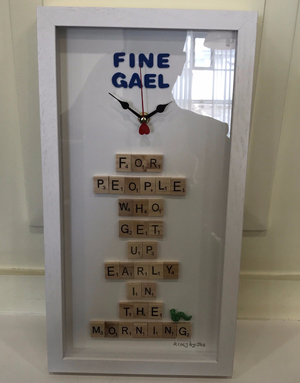 FINE
GAEL
FOR
PEOPLE
WHO
GET
UP
EARLY
IN
THE
MORNING